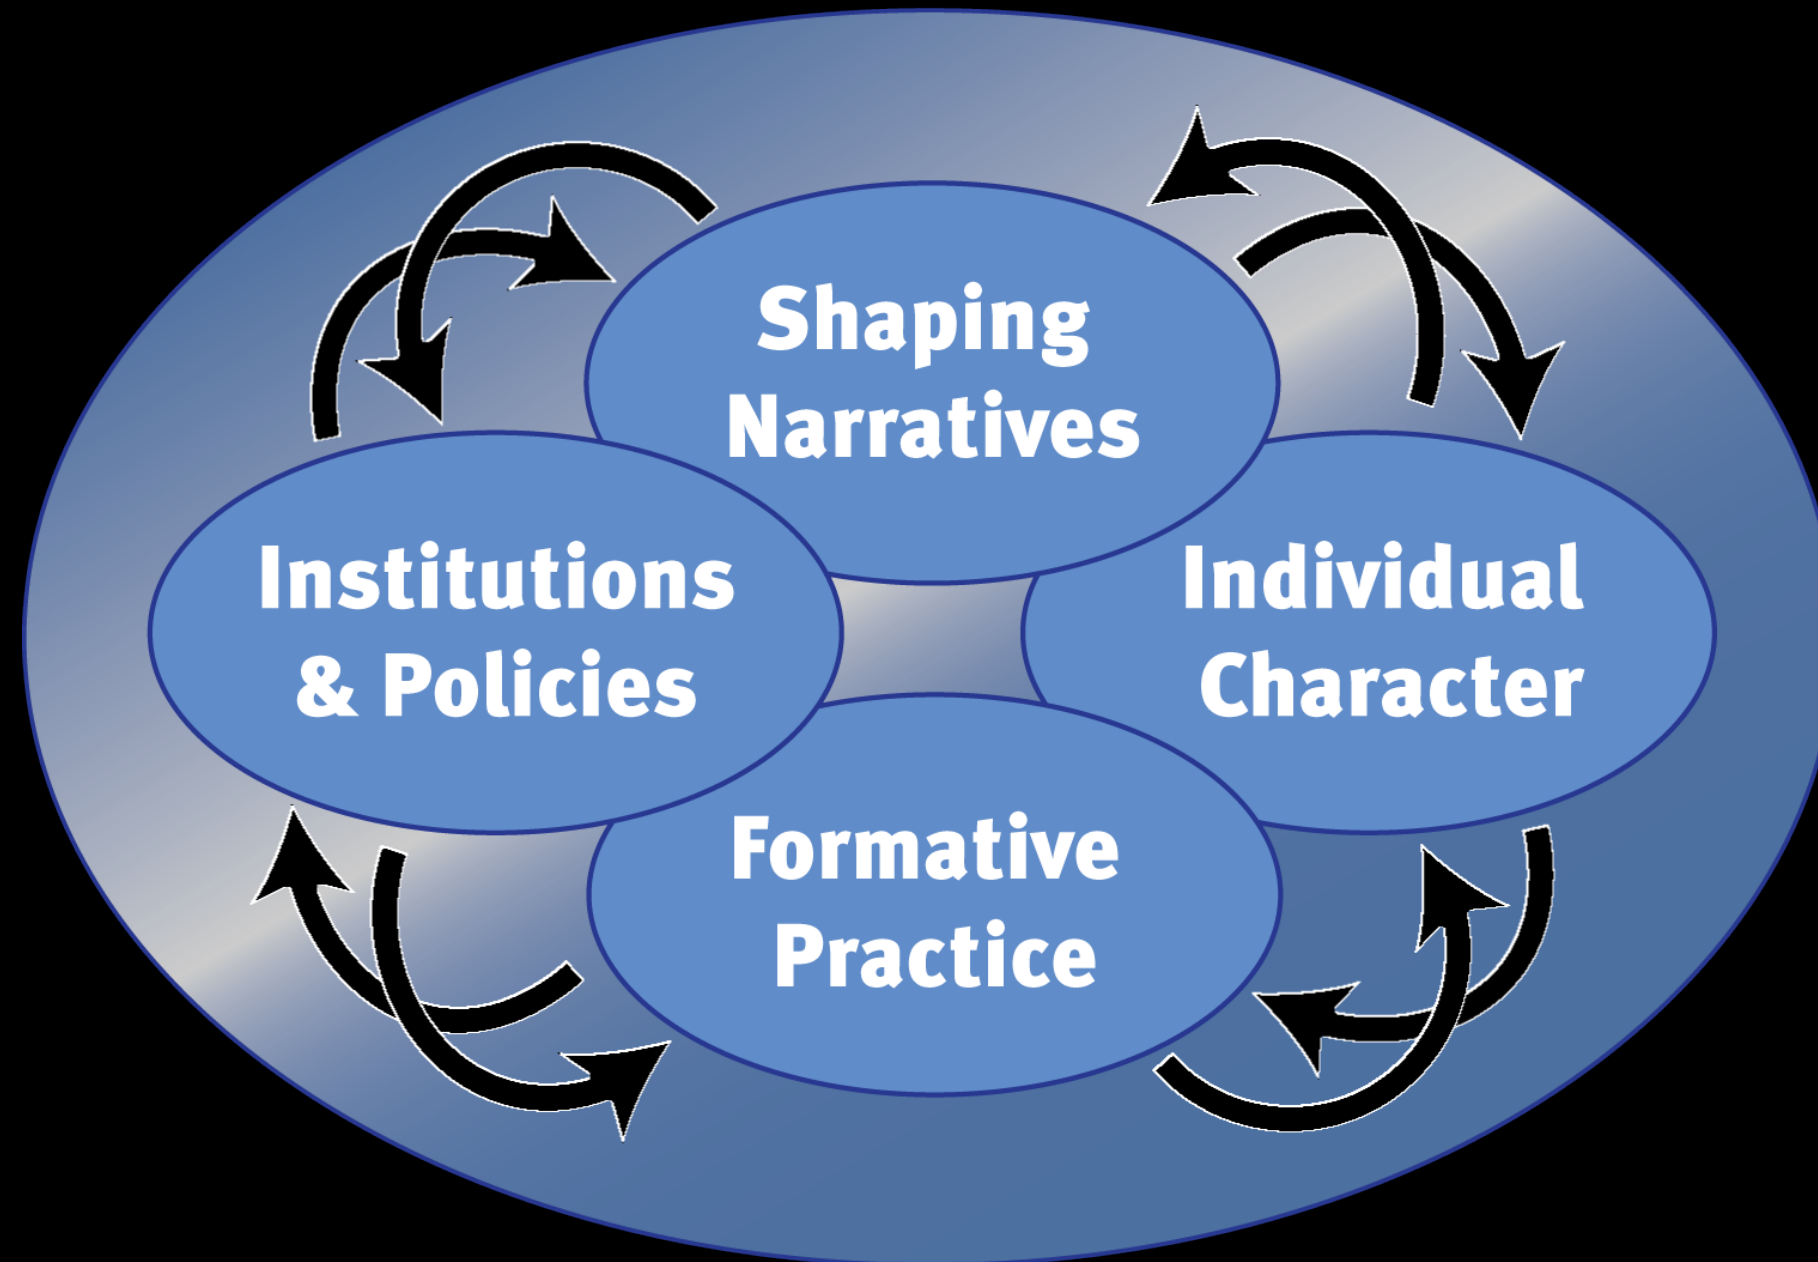 Shaping
Narratives
Institutions
& Policies
Individual
Character
Formative
Practice